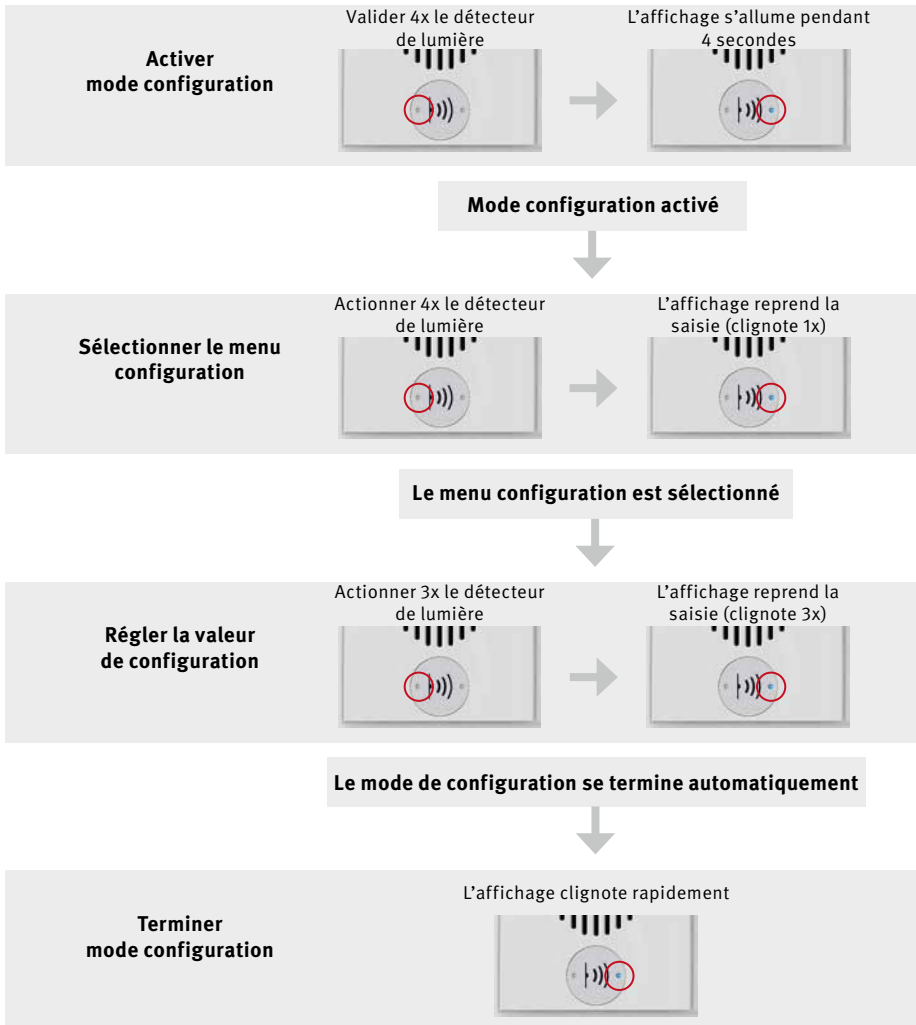 Activer
mode configuration
Valider 4x le détecteur
de lumière
L’affichage s’allume pendant
4 secondes
Mode configuration activé
Sélectionner le menu
configuration
Actionner 4x le détecteur
de lumière
L’affichage reprend la
saisie (clignote 1x)
Le menu configuration est sélectionné
Régler la valeur
de configuration
Actionner 3x le détecteur
de lumière
L’affichage reprend la
saisie (clignote 3x)
Le mode de configuration se termine automatiquement
Terminer
mode configuration
L’affichage clignote rapidement